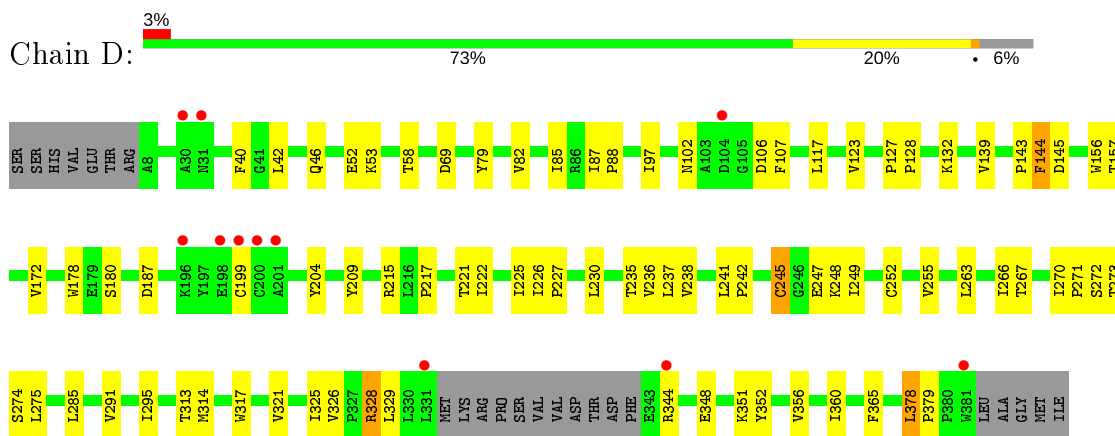 3%
Chain D:
73% 20% • 6%
SER SER HIS VAL GLU THR ARG A8 A30 N31 F40 G41 L42 Q46 E52 K53 T58 D69 Y79 V82 I85 R86 I87 P88 I97 N102 A103 D104 G105 D106 F107 L117 V123 P127 P128 K132 V139 P143 F144 D145 W156 T157
V172 W178 E179 S180 D187 K196 Y197 E198 C199 C200 A201 Y204 Y209 R215 L216 P217 T221 I222 I225 I226 P227 L230 T235 V236 L237 V238 L241 P242 C245 G246 E247 K248 I249 C252 V255 L263 I266 T267 I270 P271 S272 T273
S274 L275 L285 V291 I295 T313 M314 W317 V321 I325 V326 P327 R328 L329 L330 L331 MET LYS ARG PRO SER VAL VAL ASP THR ASP PHE E343 R344 E348 K351 Y352 V356 I360 F365 L378 P379 P380 W381 LEU ALA GLY MET ILE